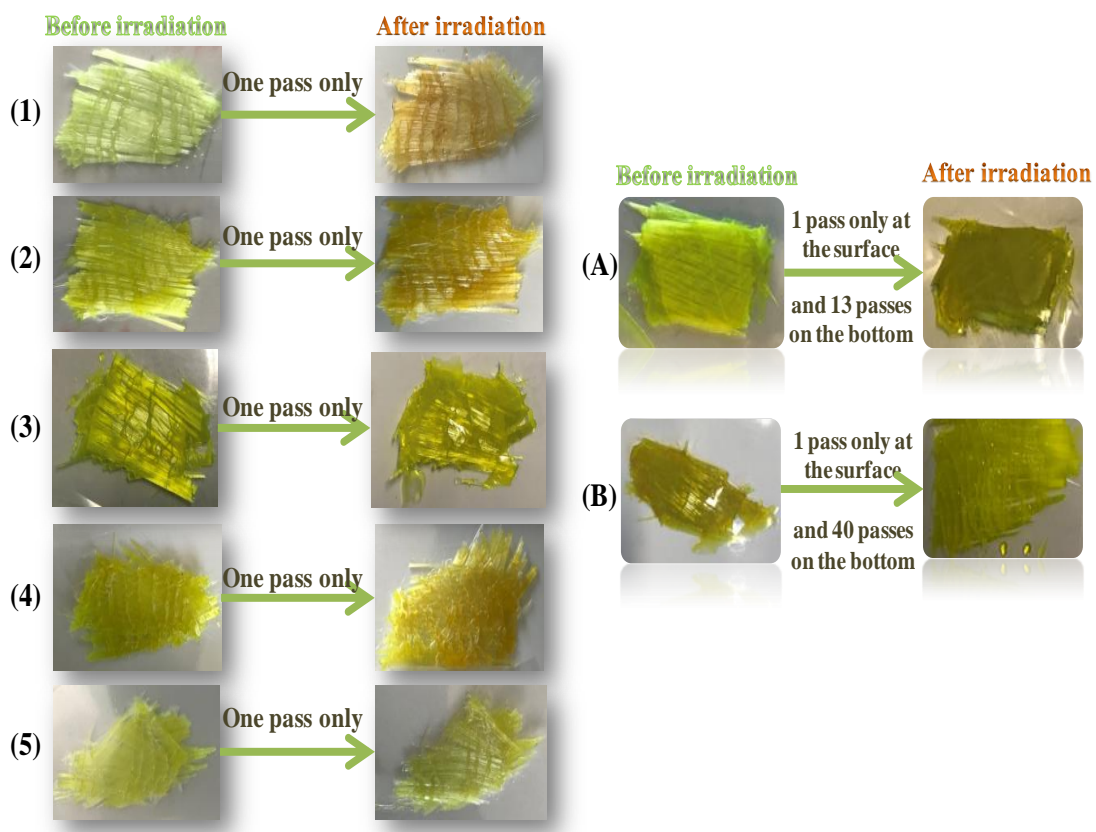 Before irradiation
After irradiation
(1)
One pass only
(2)
One pass only
(3)
One pass only
(4)
One pass only
(5)
One pass only
Before irradiation
After irradiation
(A)
1 pass only at
the surface
and 13 passes
on the bottom
(B)
1 pass only at
the surface
and 40 passes
on the bottom